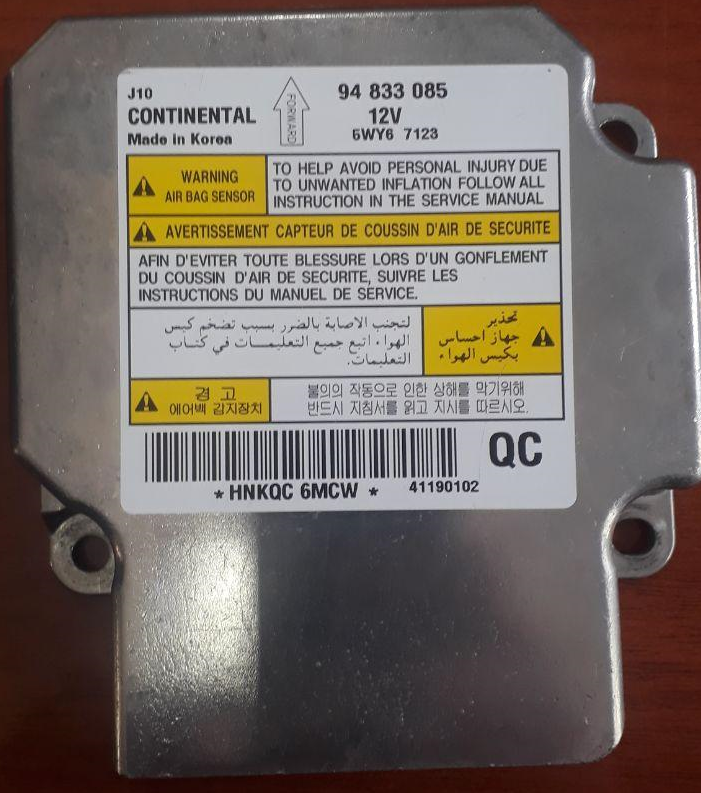 J10
CONTINENTAL
Made in Korea
FORWARD
94 833 085
12V
5WY6 7123
WARNING
AIR BAG SENSOR
TO HELP AVOID PERSONAL INJURY DUE
TO UNWANTED INFLATION FOLLOW ALL
INSTRUCTION IN THE SERVICE MANUAL
AVERTISSEMENT CAPTEUR DE COUSSIN D'AIR DE SECURITE
AFIN D'EVITER TOUTE BLESSURE LORS D'UN GONFLEMENT
DU COUSSIN D'AIR DE SECURITE, SUIVRE LES
INSTRUCTIONS DU MANUEL DE SERVICE.
تحذير
جهاز احساس
بكيس الهواء
لتجنب الاصابة بالضرر بسبب تضخم كيس
الهواء اتبع جميع التعليمات في كتاب
التعليمات.
경 고
에어백 감지장치
불의의 작동으로 인한 상해를 막기위해
반드시 지침서를 읽고 지시를 따르시오.
QC
* HNKQC 6MCW *
41190102